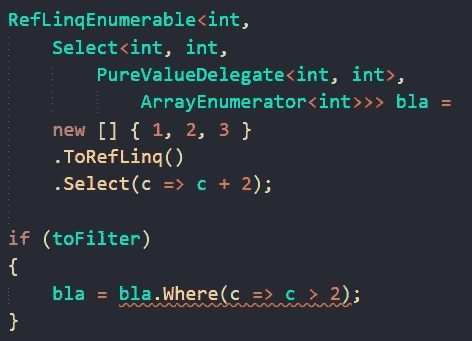 RefLinqEnumerable<int,
    Select<int, int,
        PureValueDelegate<int, int>,
            ArrayEnumerator<int>>> bla =
    new [] { 1, 2, 3 }
    .ToRefLinq()
    .Select(c => c + 2);

if (toFilter)
{
    bla = bla.Where(c => c > 2);
}